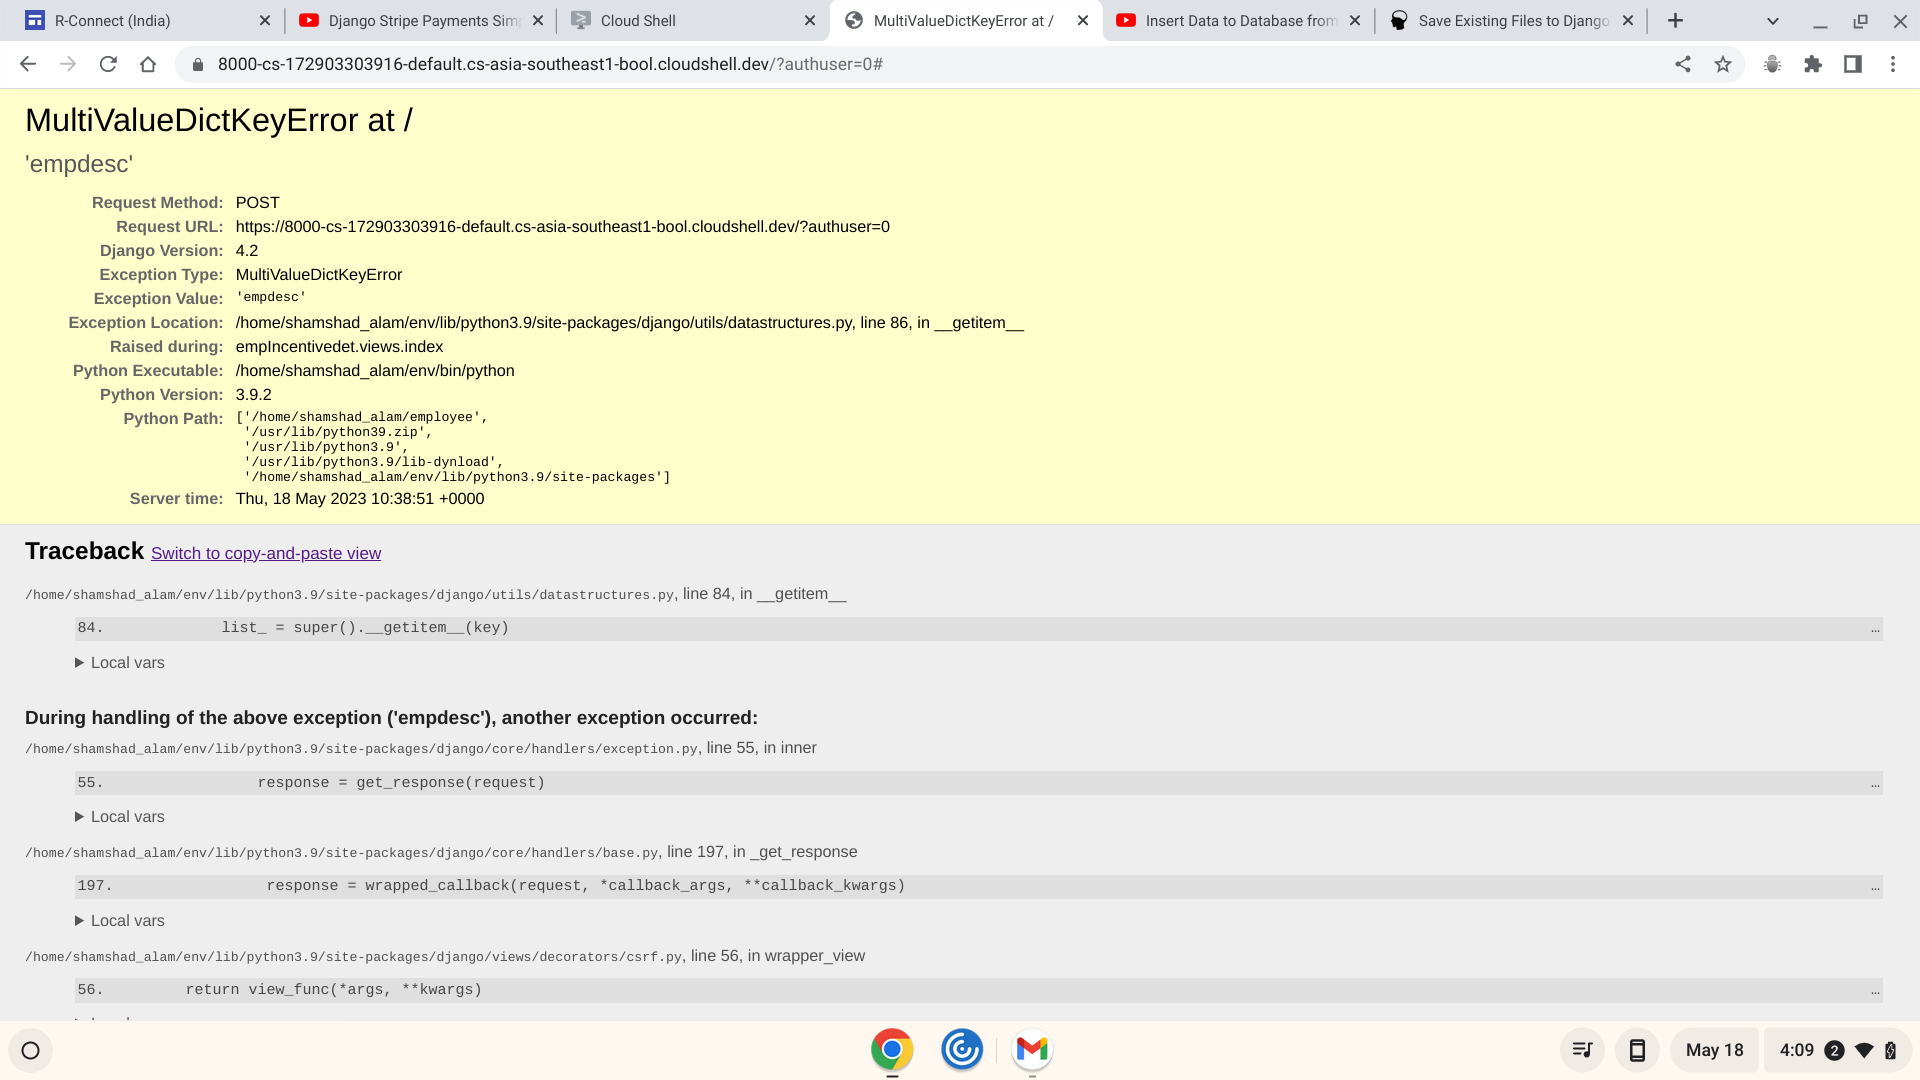 R-Connect (India)
Django Stripe Payments Sim
Cloud Shell
MultiValueDictKeyError at /
Insert Data to Database from
Save Existing Files to Django
8000-cs-172903303916-default.cs-asia-southeast1-bool.cloudshell.dev/?authuser=0#
MultiValueDictKeyError at /
'empdesc'
Request Method: POST
Request URL: https://8000-cs-172903303916-default.cs-asia-southeast1-bool.cloudshell.dev/?authuser=0
Django Version: 4.2
Exception Type: MultiValueDictKeyError
Exception Value: 'empdesc'
Exception Location: /home/shamshad_alam/env/lib/python3.9/site-packages/django/utils/datastructures.py, line 86, in __getitem__
Raised during: empIncentivedet.views.index
Python Executable: /home/shamshad_alam/env/bin/python
Python Version: 3.9.2
Python Path: ['/home/shamshad_alam/employee',
'/usr/lib/python39.zip',
'/usr/lib/python3.9',
'/usr/lib/python3.9/lib-dynload',
'/home/shamshad_alam/env/lib/python3.9/site-packages']
Server time: Thu, 18 May 2023 10:38:51 +0000
Traceback Switch to copy-and-paste view
/home/shamshad_alam/env/lib/python3.9/site-packages/django/utils/datastructures.py, line 84, in __getitem__
84. list_ = super().__getitem__(key) …
Local vars
During handling of the above exception ('empdesc'), another exception occurred:
/home/shamshad_alam/env/lib/python3.9/site-packages/django/core/handlers/exception.py, line 55, in inner
55. response = get_response(request) …
Local vars
/home/shamshad_alam/env/lib/python3.9/site-packages/django/core/handlers/base.py, line 197, in _get_response
197. response = wrapped_callback(request, *callback_args, **callback_kwargs) …
Local vars
/home/shamshad_alam/env/lib/python3.9/site-packages/django/views/decorators/csrf.py, line 56, in wrapper_view
56. return view_func(*args, **kwargs) …
May 18
4:09
2